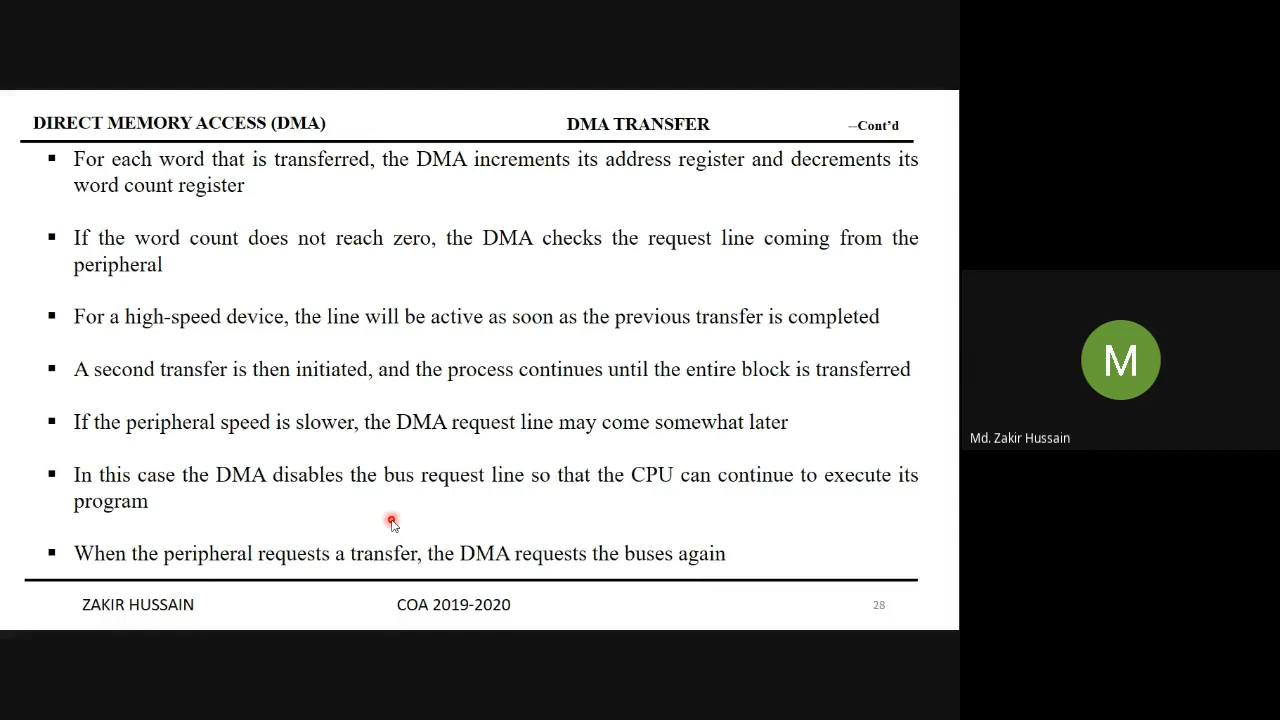 DIRECT MEMORY ACCESS (DMA) DMA TRANSFER --Cont'd
▪ For each word that is transferred, the DMA increments its address register and decrements its
word count register
▪ If the word count does not reach zero, the DMA checks the request line coming from the
peripheral
▪ For a high-speed device, the line will be active as soon as the previous transfer is completed
▪ A second transfer is then initiated, and the process continues until the entire block is transferred
▪ If the peripheral speed is slower, the DMA request line may come somewhat later
▪ In this case the DMA disables the bus request line so that the CPU can continue to execute its
program
▪ When the peripheral requests a transfer, the DMA requests the buses again
ZAKIR HUSSAIN COA 2019-2020 28
M
Md. Zakir Hussain